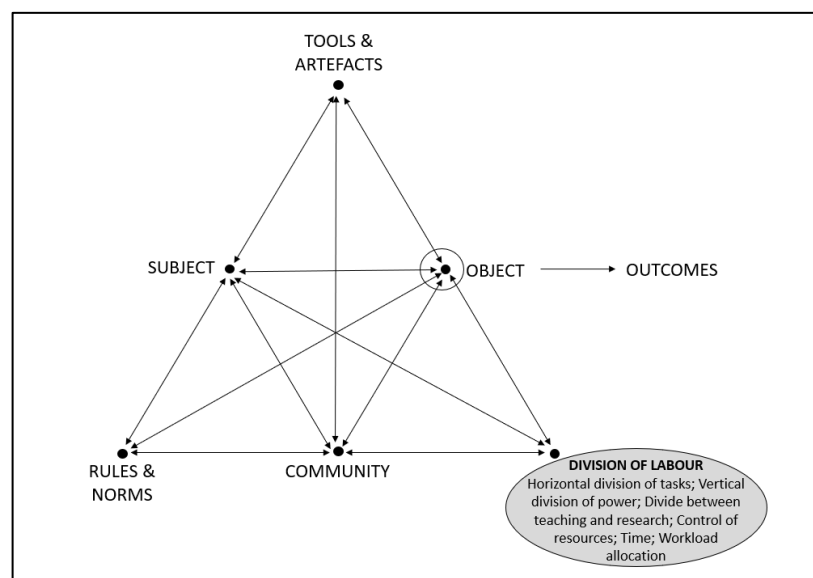 TOOLS &
ARTEFACTS
SUBJECT
OBJECT
OUTCOMES
RULES &
NORMS
COMMUNITY
DIVISION OF LABOUR
Horizontal division of tasks; Vertical
division of power; Divide between
teaching and research; Control of
resources; Time; Workload
allocation